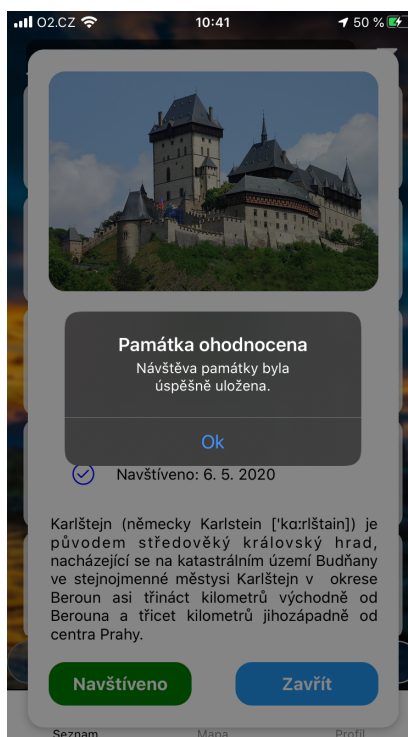 O2.CZ 10:41 50 %
Památka ohodnocena
Návštěva památky byla
úspěšně uložena.
Ok
Navštíveno: 6. 5. 2020
Karlštejn (německy Karlstein ['kɑːrlštain]) je
původem středověký královský hrad,
nacházející se na katastrálním území Budňany
ve stejnojmenné městysi Karlštejn v okrese
Beroun asi třináct kilometrů východně od
Berouna a třicet kilometrů jihozápadně od
centra Prahy.
Navštíveno Zavřít
Seznam Mapa Profil